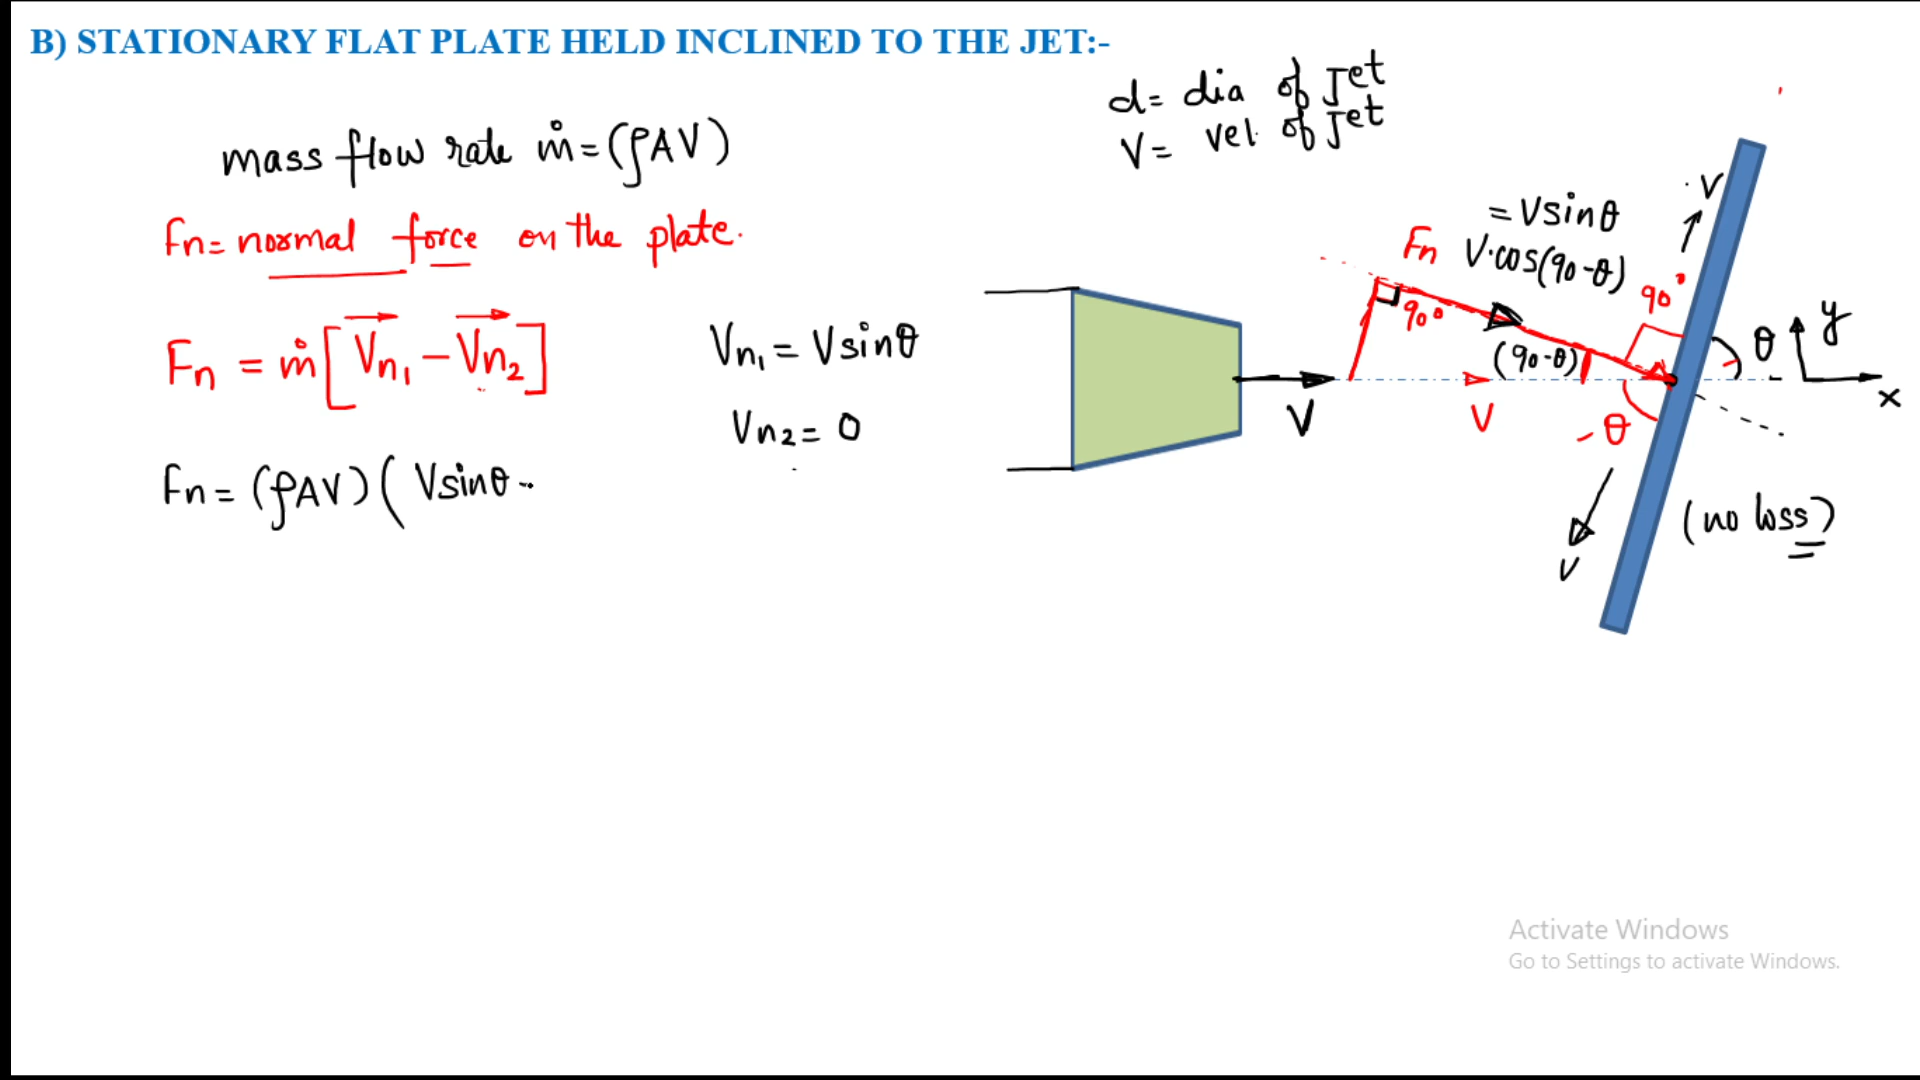 B) STATIONARY FLAT PLATE HELD INCLINED TO THE JET:-
d= dia of Jet
V= vel. of Jet
mass flow rate ṁ=(ρAV)
Fn= normal force on the plate.
Fn = ṁ[Vn₁ - Vn₂]
Vn₁ = Vsinθ
Vn₂ = 0
Fn = (ρAV)( Vsinθ -
= Vsinθ
Fn V·cos(90-θ)
V
90°
90°
(90-θ)
θ
y
x
V
V
θ
V
(no loss)
Activate Windows
Go to Settings to activate Windows.